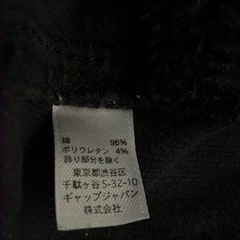 綿 96%
ポリウレタン 4%
飾り部分を除く
東京都渋谷区
千駄ヶ谷5-32-10
ギャップジャパン
株式会社